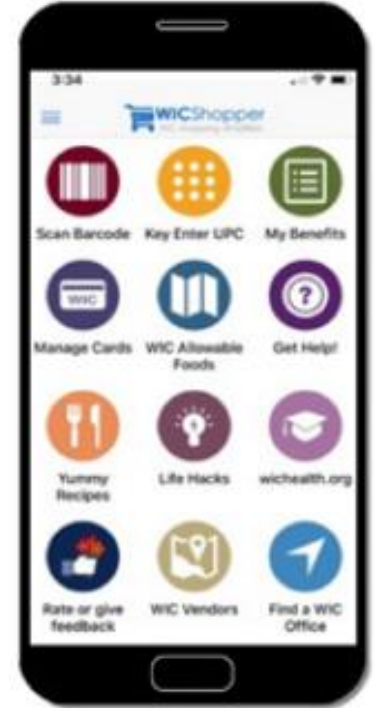 3:34
WICShopper
Scan Barcode
Key Enter UPC
My Benefits
WIC
Manage Cards
WIC Allowable
Foods
?
Get Help!
Yummy
Recipes
Life Hacks
wichealth.org
Rate or give
feedback
WIC Vendors
Find a WIC
Office